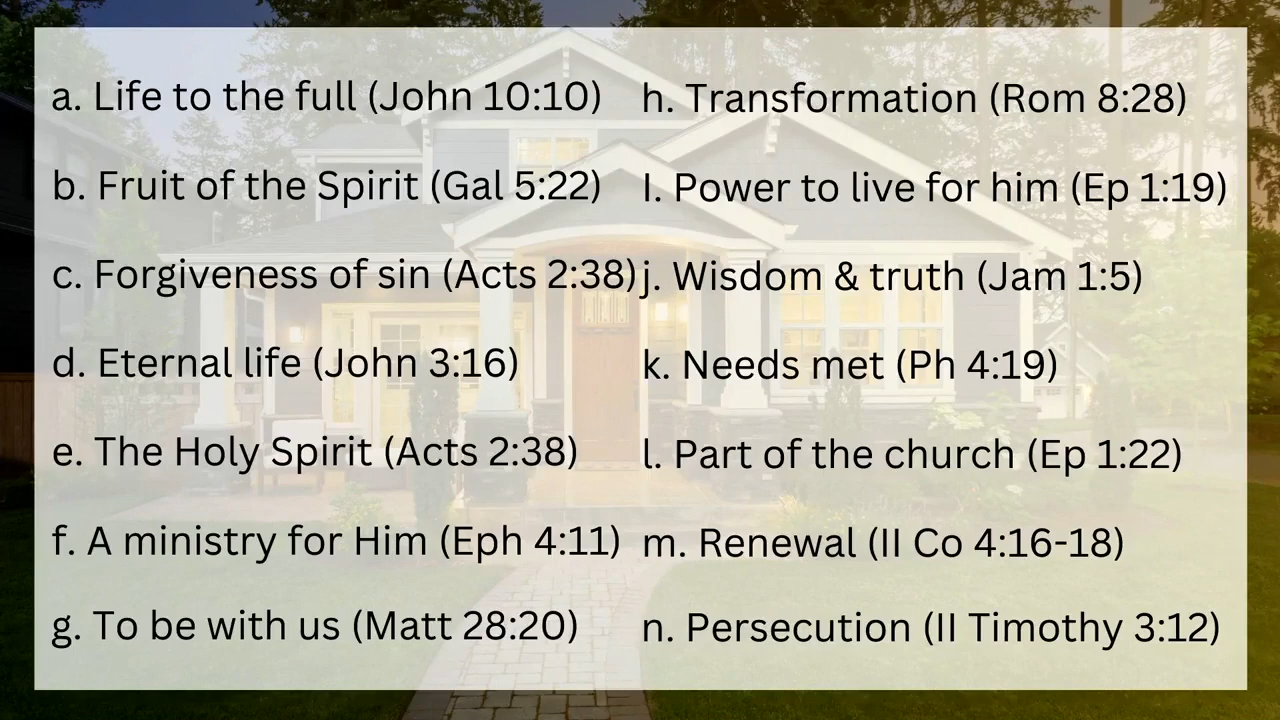 a. Life to the full (John 10:10)
b. Fruit of the Spirit (Gal 5:22)
c. Forgiveness of sin (Acts 2:38)
d. Eternal life (John 3:16)
e. The Holy Spirit (Acts 2:38)
f. A ministry for Him (Eph 4:11)
g. To be with us (Matt 28:20)
h. Transformation (Rom 8:28)
I. Power to live for him (Ep 1:19)
j. Wisdom & truth (Jam 1:5)
k. Needs met (Ph 4:19)
l. Part of the church (Ep 1:22)
m. Renewal (II Co 4:16-18)
n. Persecution (II Timothy 3:12)